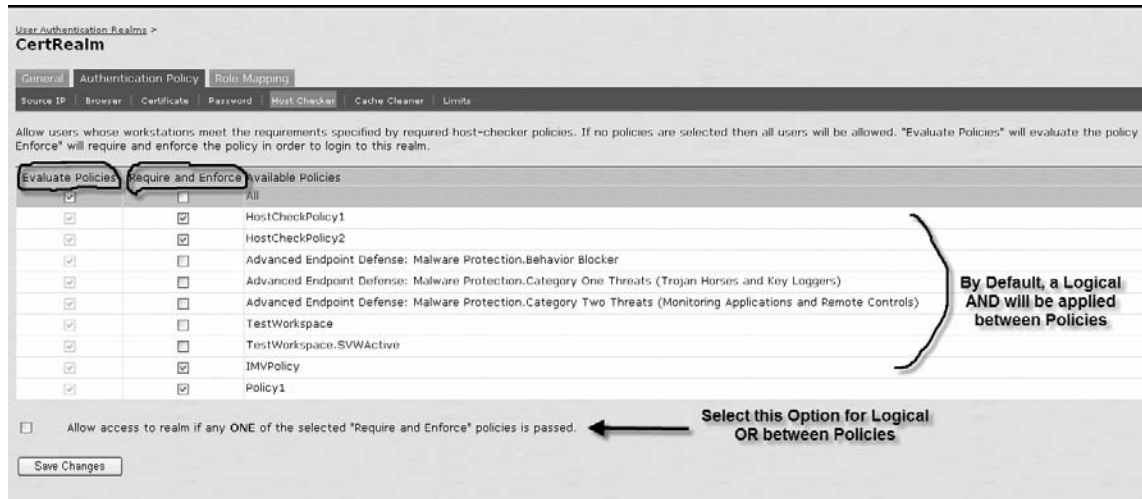 User Authentication Realms >
CertRealm
General Authentication Policy Role Mapping
Source IP | Browser | Certificate | Password | Host Checker | Cache Cleaner | Limits
Allow users whose workstations meet the requirements specified by required host-checker policies. If no policies are selected then all users will be allowed. "Evaluate Policies" will evaluate the policy
Enforce" will require and enforce the policy in order to login to this realm.
Evaluate Policies Require and Enforce Available Policies
All
HostCheckPolicy1
HostCheckPolicy2
Advanced Endpoint Defense: Malware Protection.Behavior Blocker
Advanced Endpoint Defense: Malware Protection.Category One Threats (Trojan Horses and Key Loggers)
Advanced Endpoint Defense: Malware Protection.Category Two Threats (Monitoring Applications and Remote Controls)
TestWorkspace
TestWorkspace.SVWActive
IMVPolicy
Policy1
By Default, a Logical
AND will be applied
between Policies
Allow access to realm if any ONE of the selected "Require and Enforce" policies is passed.
Select this Option for Logical
OR between Policies
Save Changes